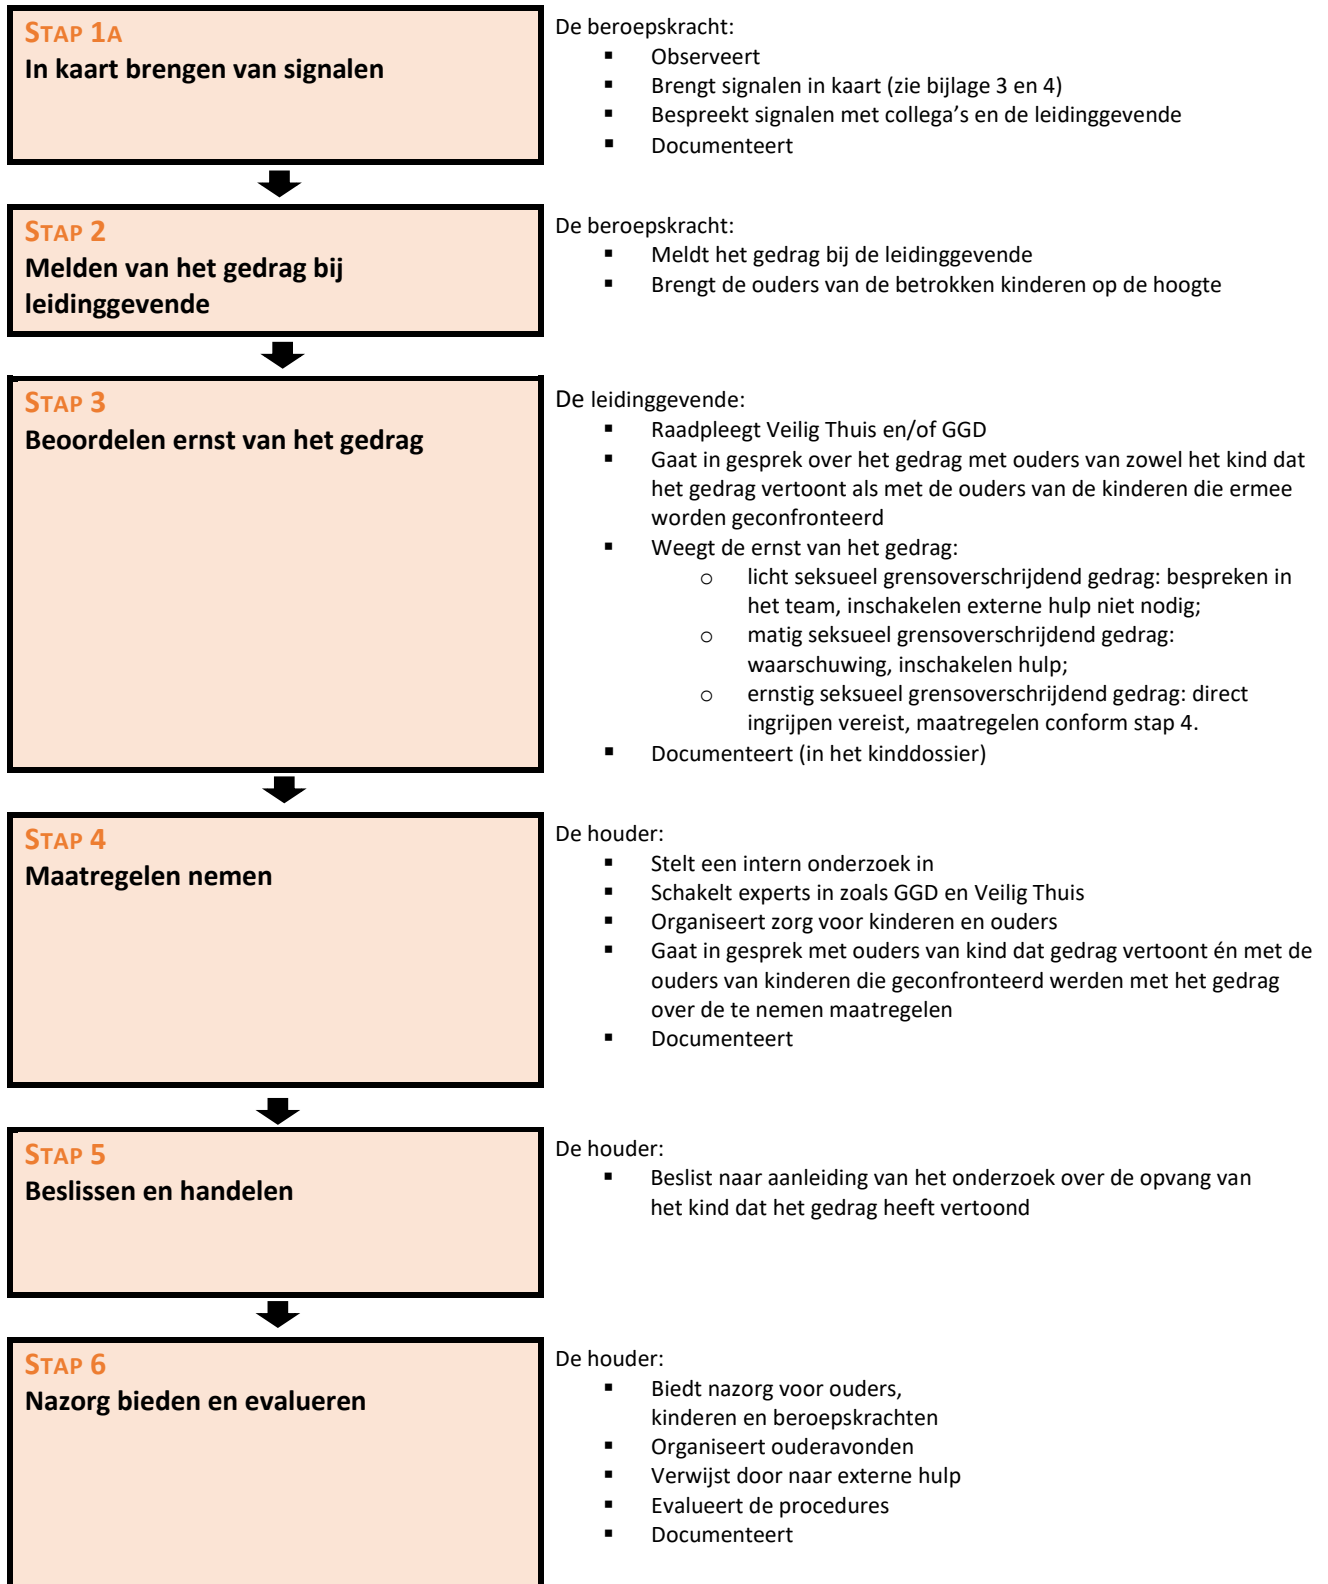 STAP 1A
In kaart brengen van signalen
De beroepskracht:
▪ Observeert
▪ Brengt signalen in kaart (zie bijlage 3 en 4)
▪ Bespreekt signalen met collega’s en de leidinggevende
▪ Documenteert
STAP 2
Melden van het gedrag bij
leidinggevende
De beroepskracht:
▪ Meldt het gedrag bij de leidinggevende
▪ Brengt de ouders van de betrokken kinderen op de hoogte
STAP 3
Beoordelen ernst van het gedrag
De leidinggevende:
▪ Raadpleegt Veilig Thuis en/of GGD
▪ Gaat in gesprek over het gedrag met ouders van zowel het kind dat
het gedrag vertoont als met de ouders van de kinderen die ermee
worden geconfronteerd
▪ Weegt de ernst van het gedrag:
o licht seksueel grensoverschrijdend gedrag: bespreken in
het team, inschakelen externe hulp niet nodig;
o matig seksueel grensoverschrijdend gedrag:
waarschuwing, inschakelen hulp;
o ernstig seksueel grensoverschrijdend gedrag: direct
ingrijpen vereist, maatregelen conform stap 4.
▪ Documenteert (in het kinddossier)
STAP 4
Maatregelen nemen
De houder:
▪ Stelt een intern onderzoek in
▪ Schakelt experts in zoals GGD en Veilig Thuis
▪ Organiseert zorg voor kinderen en ouders
▪ Gaat in gesprek met ouders van kind dat gedrag vertoont én met de
ouders van kinderen die geconfronteerd werden met het gedrag
over de te nemen maatregelen
▪ Documenteert
STAP 5
Beslissen en handelen
De houder:
▪ Beslist naar aanleiding van het onderzoek over de opvang van
het kind dat het gedrag heeft vertoond
STAP 6
Nazorg bieden en evalueren
De houder:
▪ Biedt nazorg voor ouders,
kinderen en beroepskrachten
▪ Organiseert ouderavonden
▪ Verwijst door naar externe hulp
▪ Evalueert de procedures
▪ Documenteert